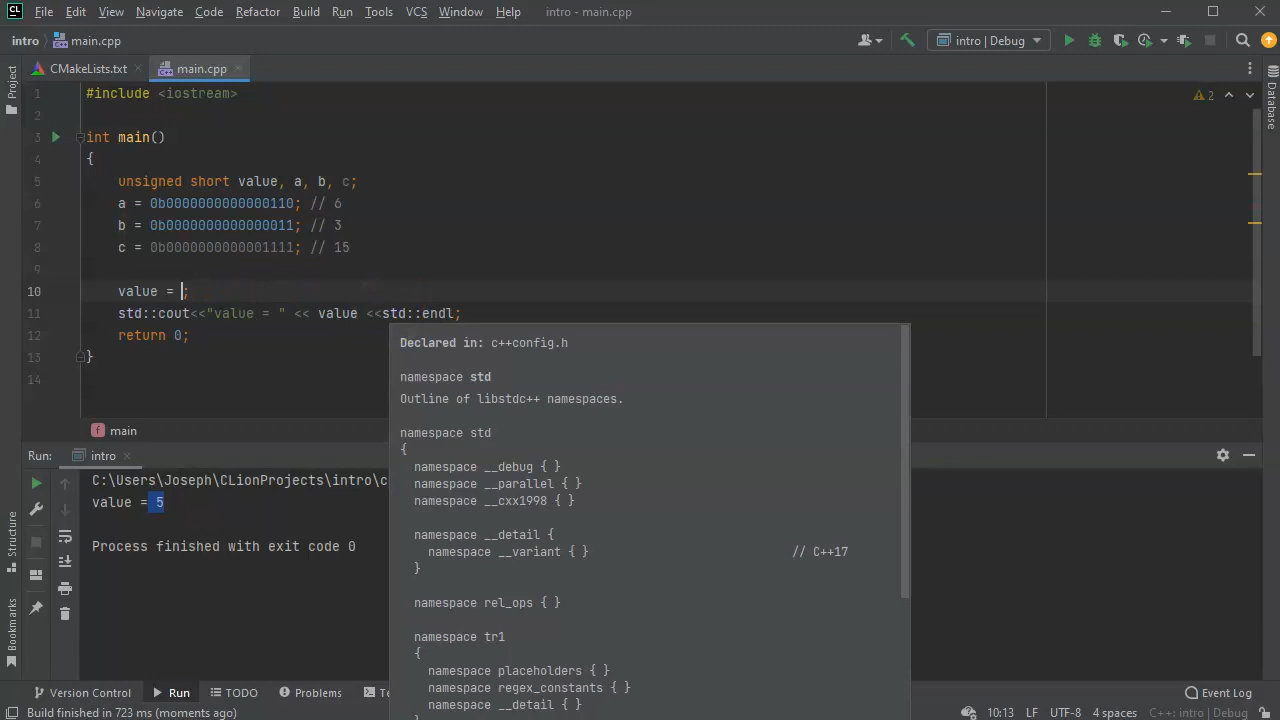 CL File Edit View Navigate Code Refactor Build Run Tools VCS Window Help intro - main.cpp
intro main.cpp intro | Debug
CMakeLists.txt main.cpp
Project
Database
1 #include <iostream>
2
3 int main()
4 {
5 unsigned short value, a, b, c;
6 a = 0b0000000000000110; // 6
7 b = 0b0000000000000011; // 3
8 c = 0b0000000000001111; // 15
9
10 value = ;
11 std::cout<<"value = " << value <<std::endl;
12 return 0;
13 }
14
2
Declared in: c++config.h
namespace std
Outline of libstdc++ namespaces.
namespace std
{
namespace __debug { }
namespace __parallel { }
namespace __cxx1998 { }
namespace __detail {
namespace __variant { } // C++17
}
namespace rel_ops { }
namespace tr1
{
namespace placeholders { }
namespace regex_constants { }
namespace __detail { }
f main
Run: intro
C:\Users\Joseph\CLionProjects\intro\c
value = 5
Process finished with exit code 0
Structure
Bookmarks
Version Control Run TODO Problems Te Event Log
Build finished in 723 ms (moments ago) 10:13 LF UTF-8 4 spaces C++: intro | Debug